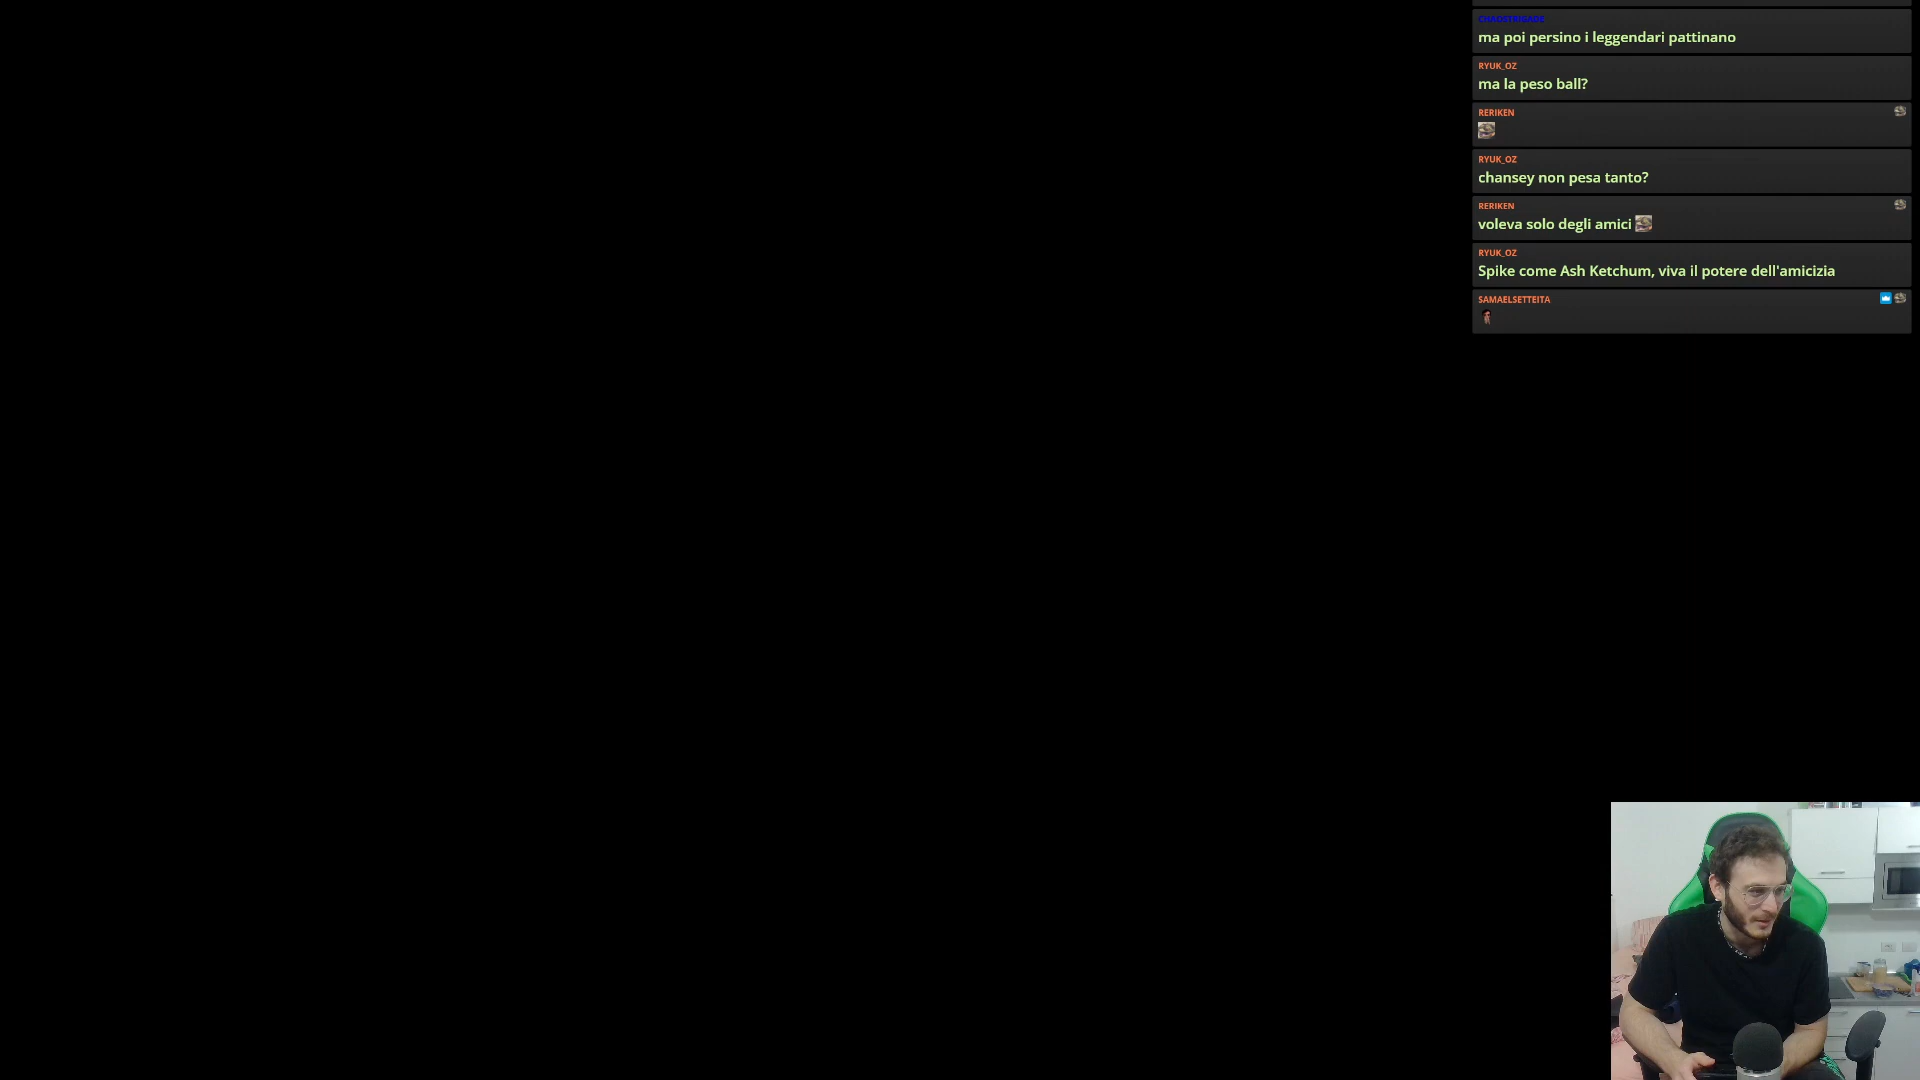 CHAOSTRIGADE
ma poi persino i leggendari pattinano
RYUK_OZ
ma la peso ball?
RERIKEN
RYUK_OZ
chansey non pesa tanto?
RERIKEN
voleva solo degli amici
RYUK_OZ
Spike come Ash Ketchum, viva il potere dell'amicizia
SAMAELSETTEITA